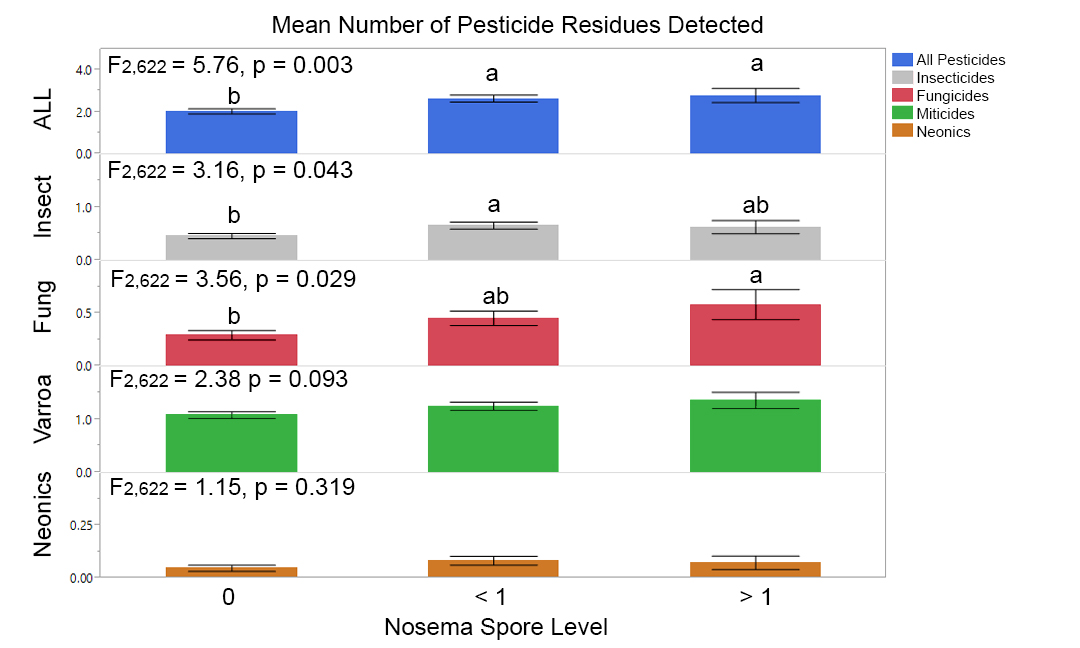 Mean Number of Pesticide Residues Detected
ALL
4.0
2.0
0.0
F2,622 = 5.76, p = 0.003
b
a
a
Insect
1.0
0.0
F2,622 = 3.16, p = 0.043
b
a
ab
Fung
0.5
0.0
F2,622 = 3.56, p = 0.029
b
ab
a
Varroa
1.0
0.0
F2,622 = 2.38 p = 0.093
Neonics
0.25
0.00
F2,622 = 1.15, p = 0.319
0
< 1
> 1
Nosema Spore Level
All Pesticides
Insecticides
Fungicides
Miticides
Neonics